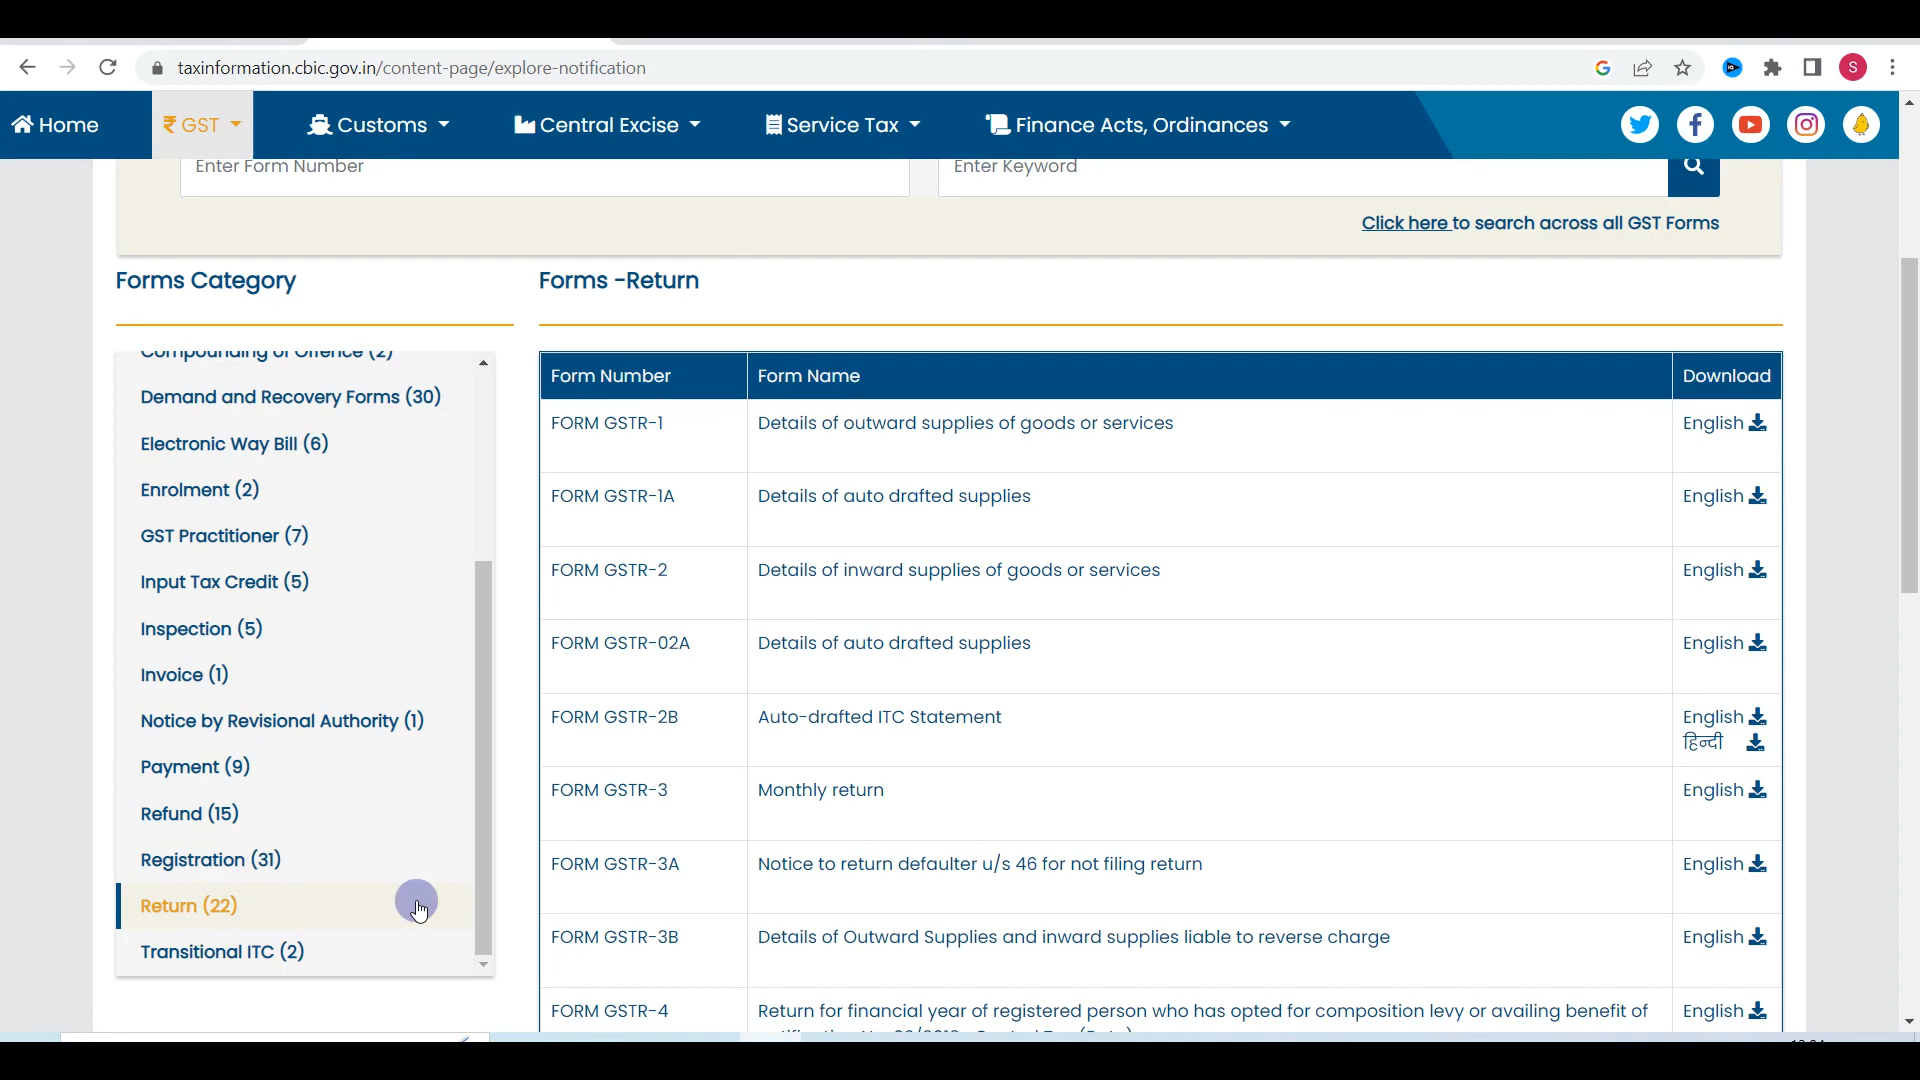 taxinformation.cbic.gov.in/content-page/explore-notification
S
Home
₹ GST
Customs
Central Excise
Service Tax
Finance Acts, Ordinances
Enter Form Number
Enter Keyword
Click here to search across all GST Forms
Forms Category
Forms -Return
Compounding of Offence (2)
Demand and Recovery Forms (30)
Electronic Way Bill (6)
Enrolment (2)
GST Practitioner (7)
Input Tax Credit (5)
Inspection (5)
Invoice (1)
Notice by Revisional Authority (1)
Payment (9)
Refund (15)
Registration (31)
Return (22)
Transitional ITC (2)
Form Number Form Name Download
FORM GSTR-1 Details of outward supplies of goods or services English
FORM GSTR-1A Details of auto drafted supplies English
FORM GSTR-2 Details of inward supplies of goods or services English
FORM GSTR-02A Details of auto drafted supplies English
FORM GSTR-2B Auto-drafted ITC Statement English
हिन्दी
FORM GSTR-3 Monthly return English
FORM GSTR-3A Notice to return defaulter u/s 46 for not filing return English
FORM GSTR-3B Details of Outward Supplies and inward supplies liable to reverse charge English
FORM GSTR-4 Return for financial year of registered person who has opted for composition levy or availing benefit of English